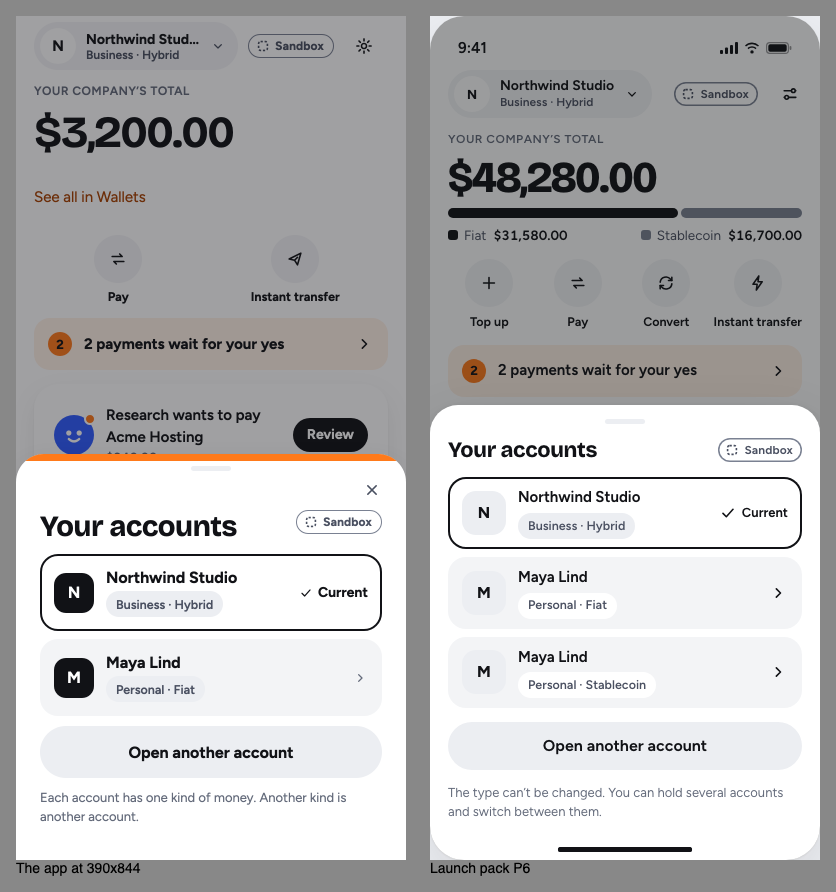 Northwind Stud...
Business · Hybrid
Sandbox
YOUR COMPANY'S TOTAL
$3,200.00
See all in Wallets
Pay
Instant transfer
2
2 payments wait for your yes
Research wants to pay
Acme Hosting
Review
Your accounts
Sandbox
N
Northwind Studio
Business · Hybrid
Current
M
Maya Lind
Personal · Fiat
Open another account
Each account has one kind of money. Another kind is
another account.
The app at 390x844
9:41
N
Northwind Studio
Business · Hybrid
Sandbox
YOUR COMPANY'S TOTAL
$48,280.00
Fiat $31,580.00
Stablecoin $16,700.00
Top up
Pay
Convert
Instant transfer
2
2 payments wait for your yes
Your accounts
Sandbox
N
Northwind Studio
Business · Hybrid
Current
M
Maya Lind
Personal · Fiat
M
Maya Lind
Personal · Stablecoin
Open another account
The type can't be changed. You can hold several accounts
and switch between them.
Launch pack P6